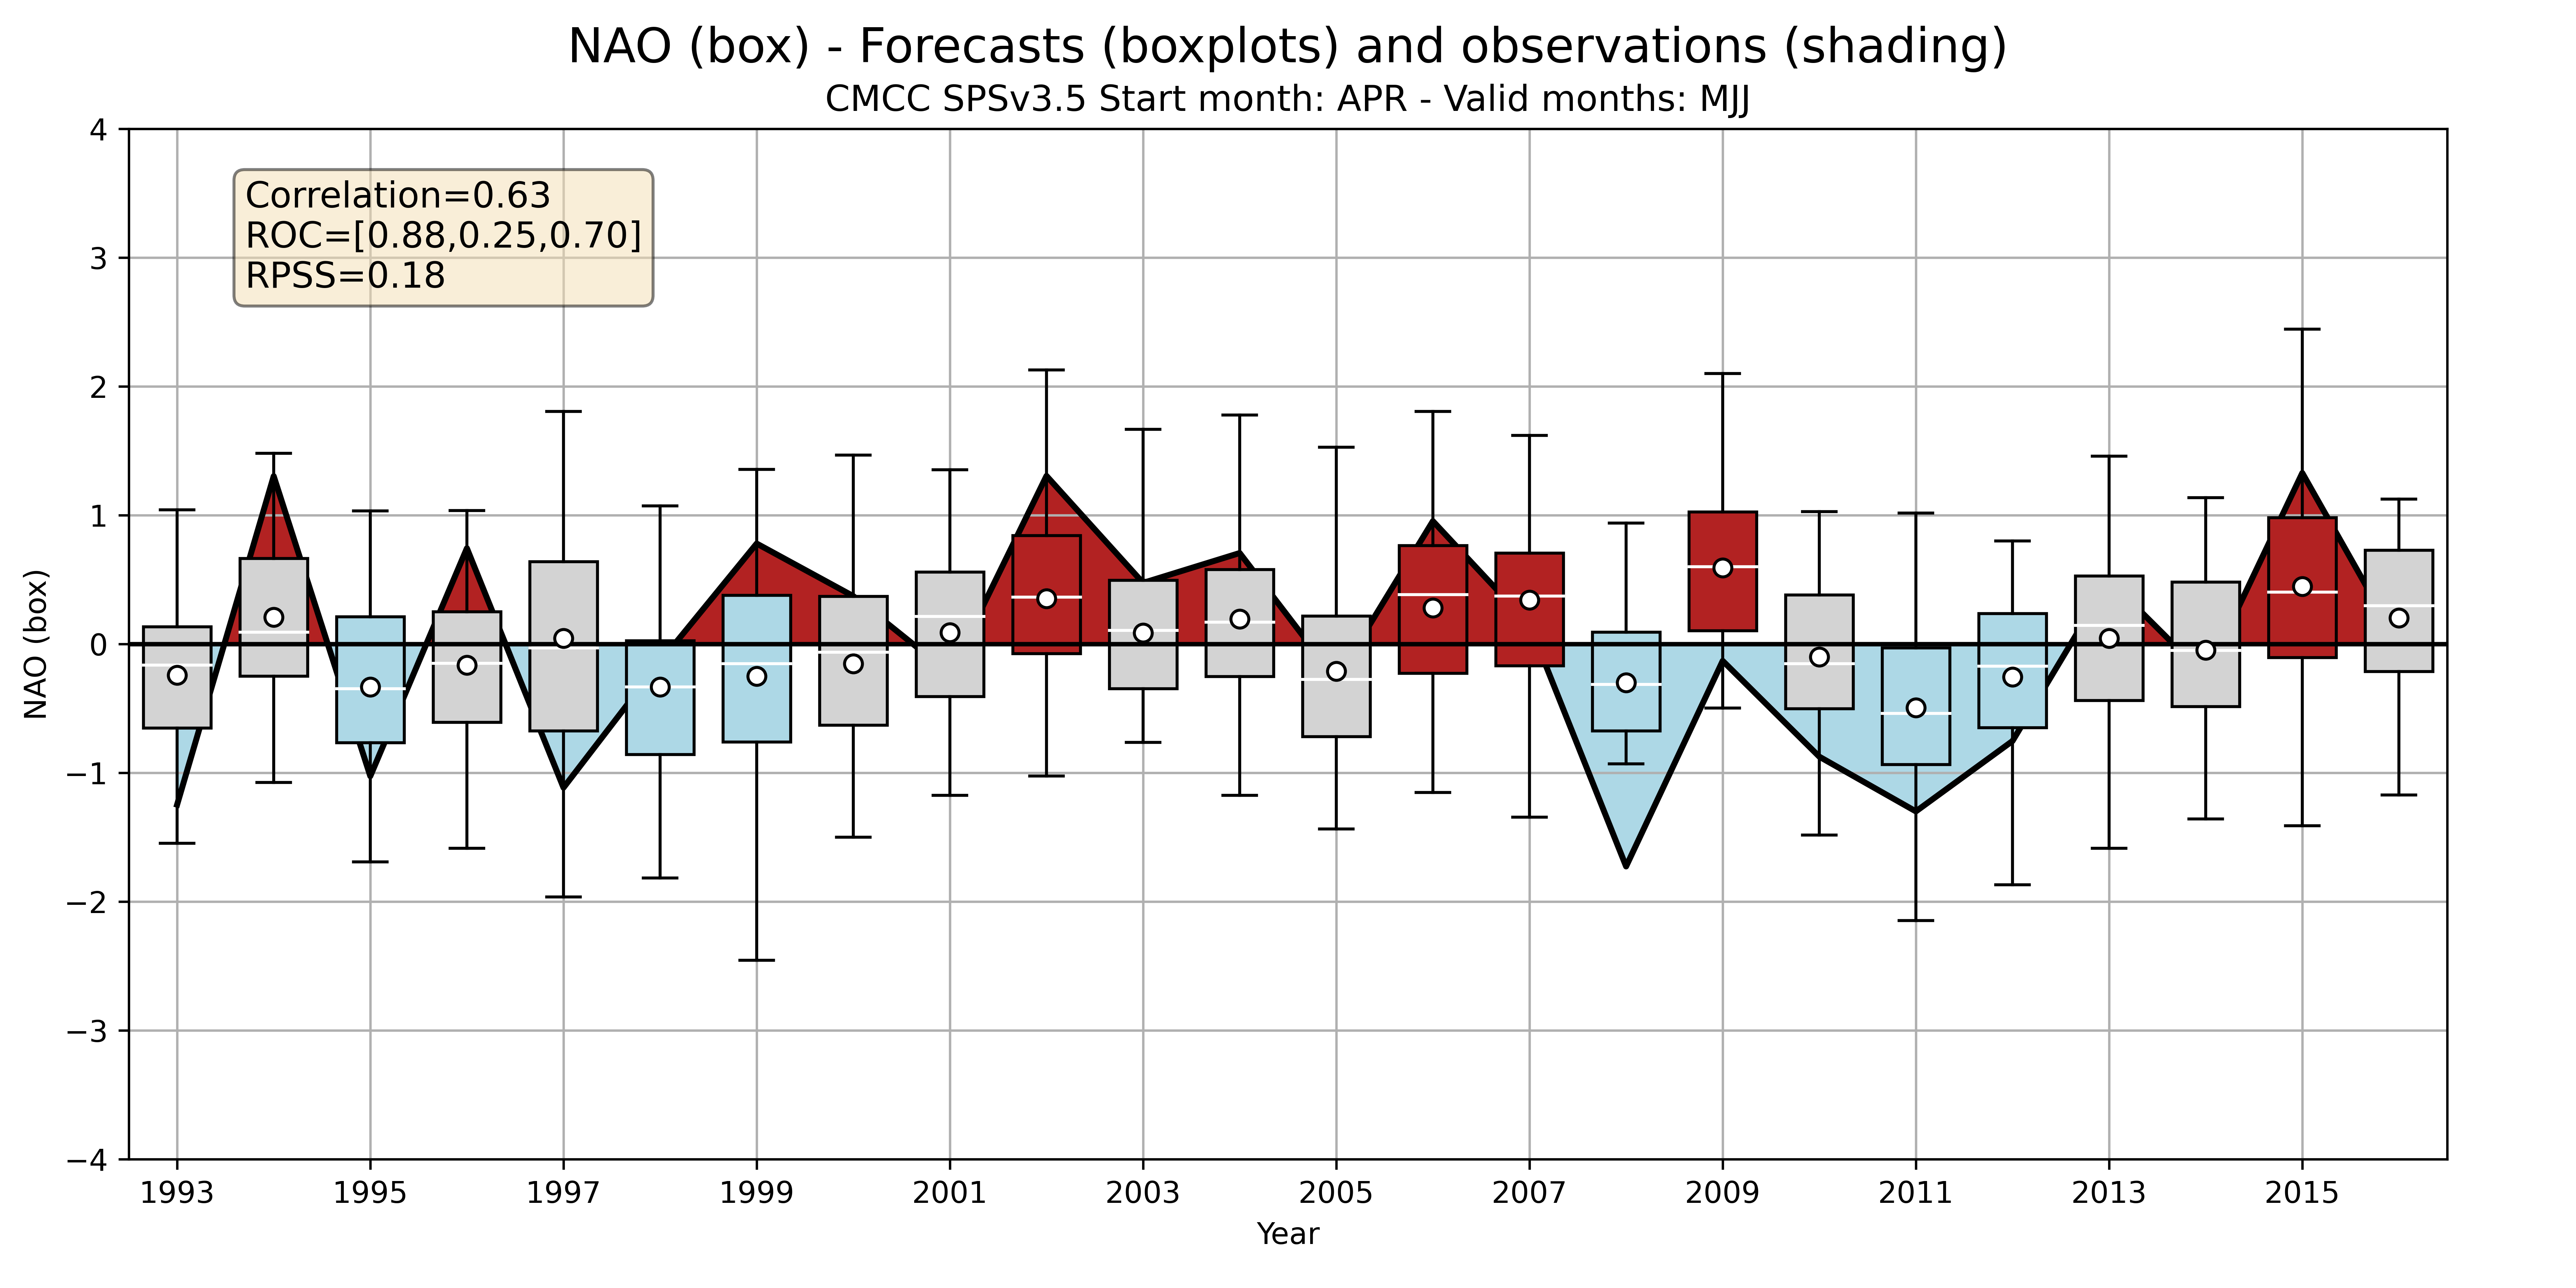 NAO (box) - Forecasts (boxplots) and observations (shading)
CMCC SPSv3.5 Start month: APR - Valid months: MJJ
Correlation=0.63
ROC=[0.88,0.25,0.70]
RPSS=0.18
NAO (box)
4
3
2
1
0
−1
−2
−3
−4
1993 1995 1997 1999 2001 2003 2005 2007 2009 2011 2013 2015
Year